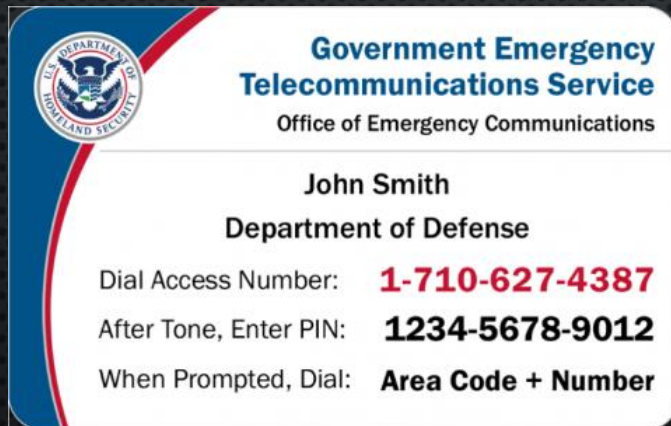 U.S. DEPARTMENT OF
HOMELAND SECURITY
Government Emergency
Telecommunications Service
Office of Emergency Communications
John Smith
Department of Defense
Dial Access Number: 1-710-627-4387
After Tone, Enter PIN: 1234-5678-9012
When Prompted, Dial: Area Code + Number